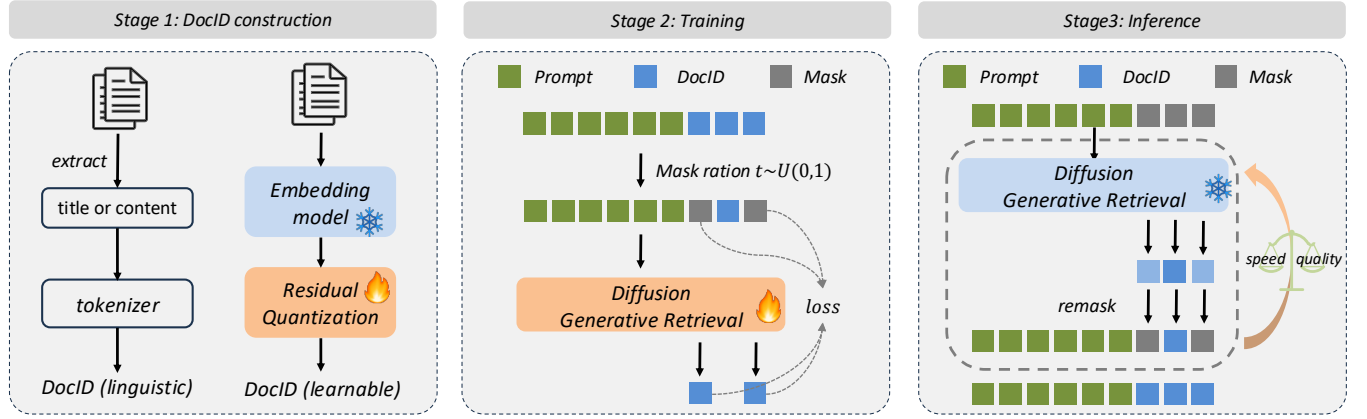 Stage 1: DocID construction
extract
title or content
tokenizer
DocID (linguistic)
Embedding
model
Residual
Quantization
DocID (learnable)
Stage 2: Training
Prompt
DocID
Mask
Mask ration t~U(0,1)
Diffusion
Generative Retrieval
loss
Stage3: Inference
Prompt
DocID
Mask
Diffusion
Generative Retrieval
speed
quality
remask